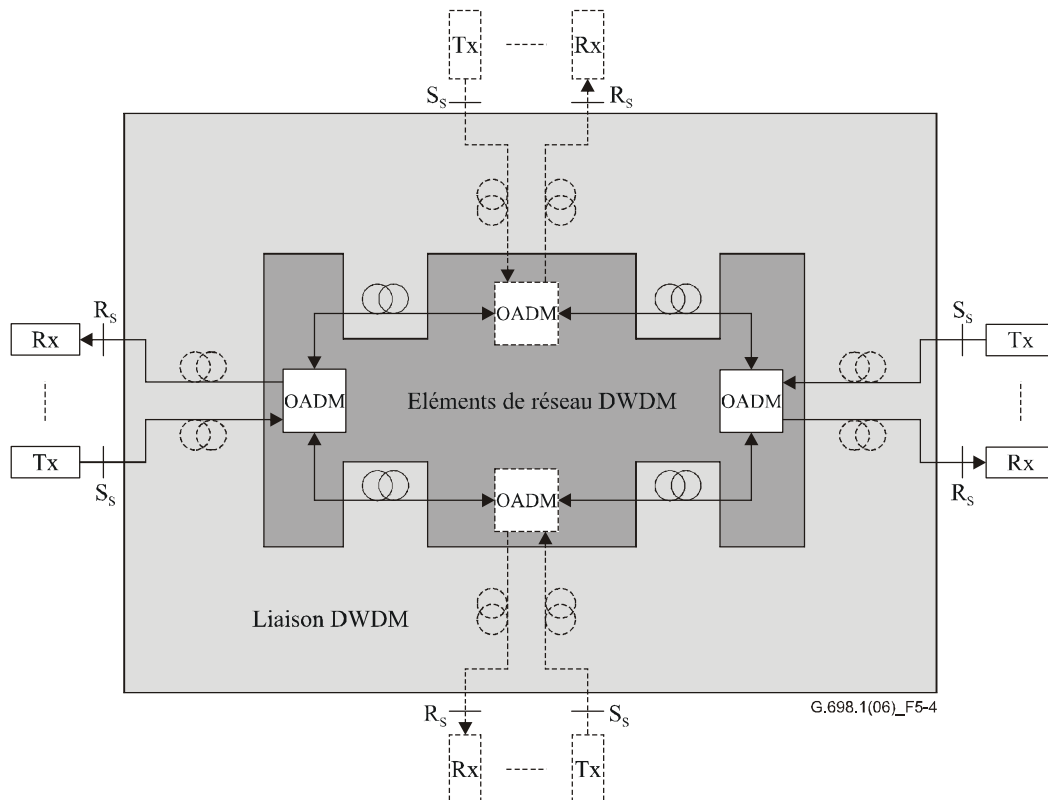 Tx Rx
S_S R_S
OADM
R_S S_S
Rx Tx
OADM Eléments de réseau DWDM OADM
Tx Rx
S_S R_S
OADM
Liaison DWDM
G.698.1(06)_F5-4
R_S S_S
Rx Tx